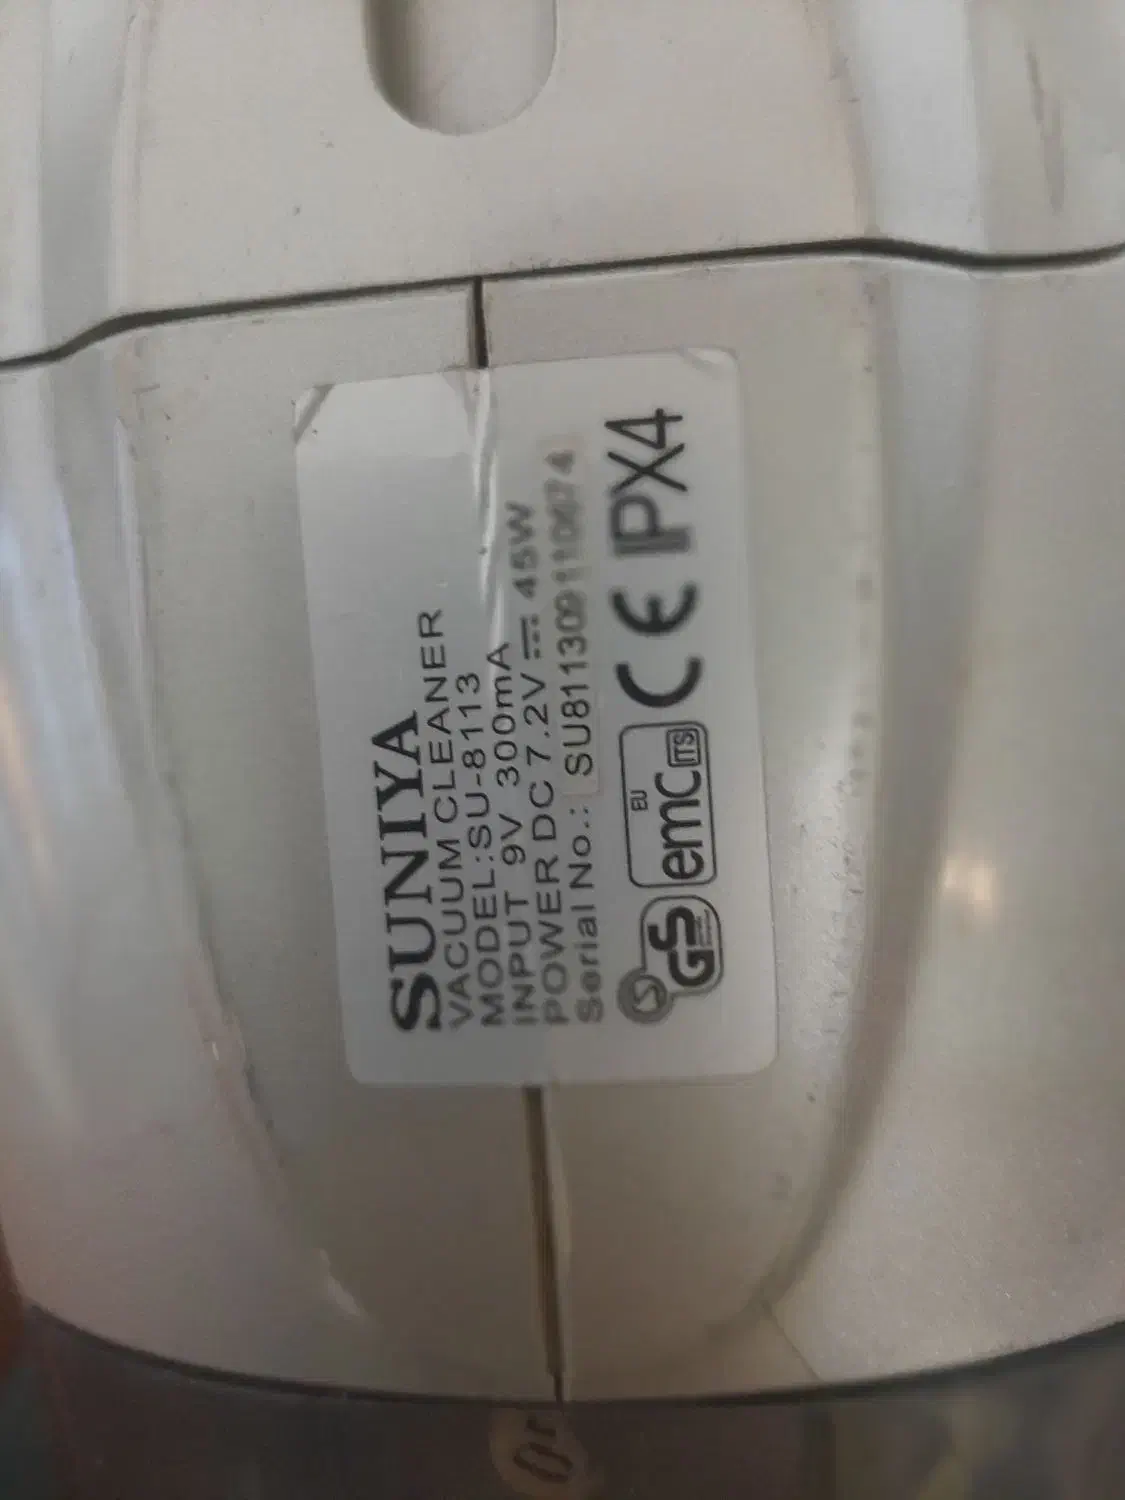 SUNIYA
VACUUM CLEANER
MODEL:SU-8113
INPUT 9V 300mA
POWER DC 7.2V 45W
Serial No.:
S GS EU emC ITS CE IPX4